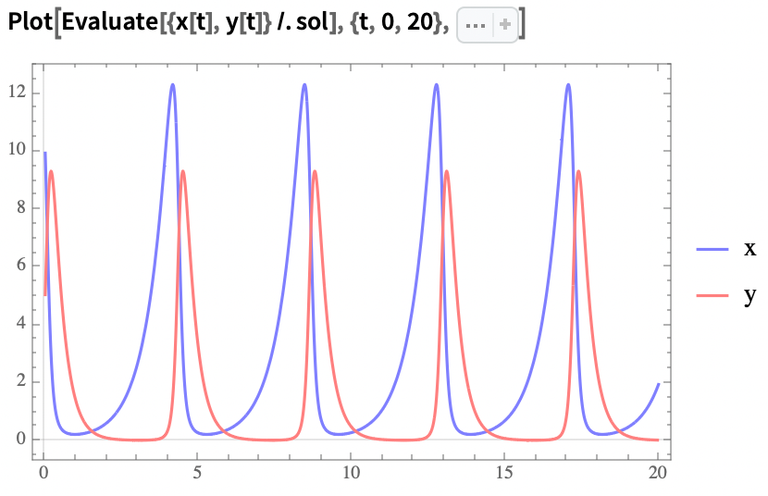 Plot[Evaluate[{x[t], y[t]} /. sol], {t, 0, 20}, ... +]
12
10
8
6
4
2
0
0 5 10 15 20
x
y